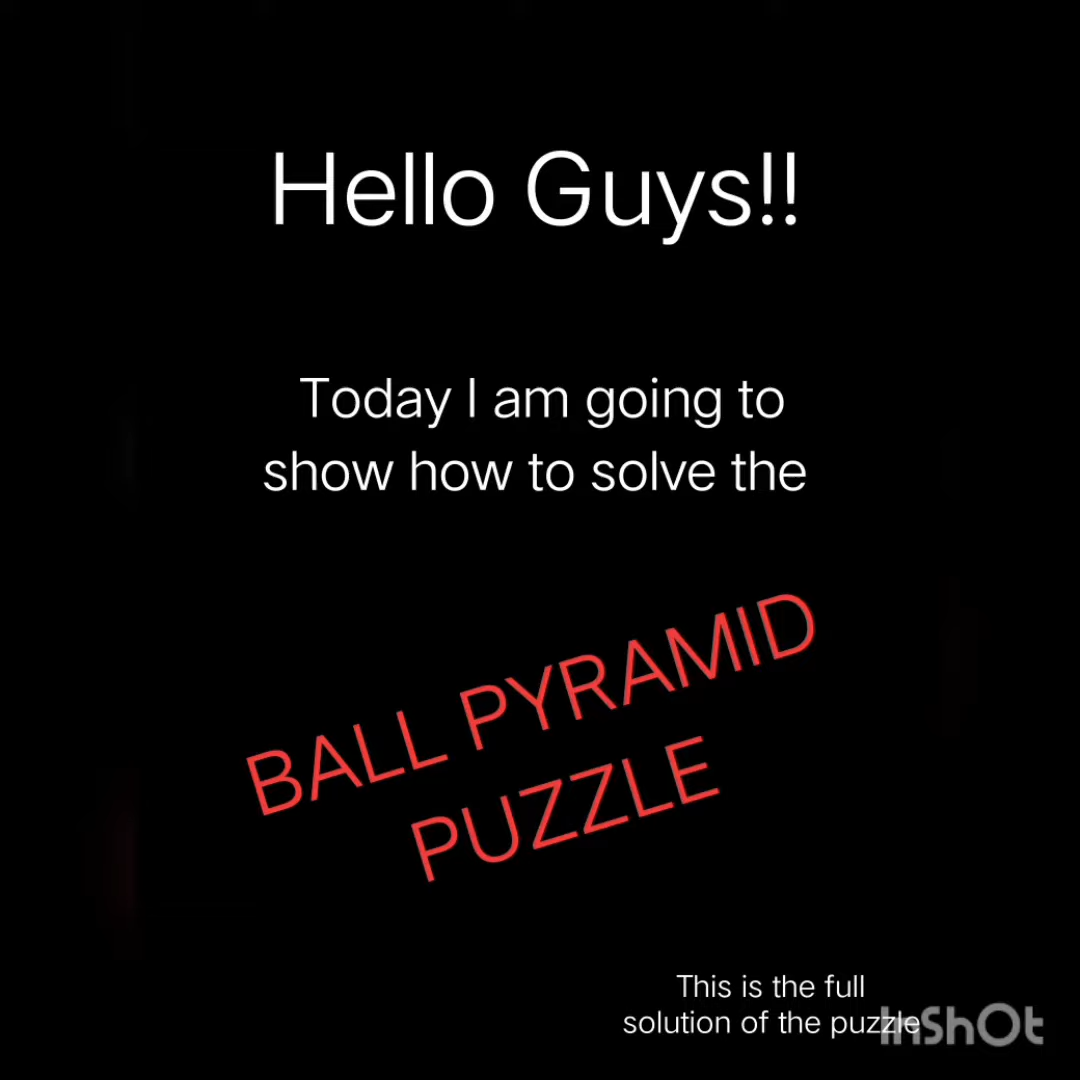 Hello Guys!!
Today I am going to
show how to solve the
BALL PYRAMID
PUZZLE
This is the full
solution of the puzzle
InShOt